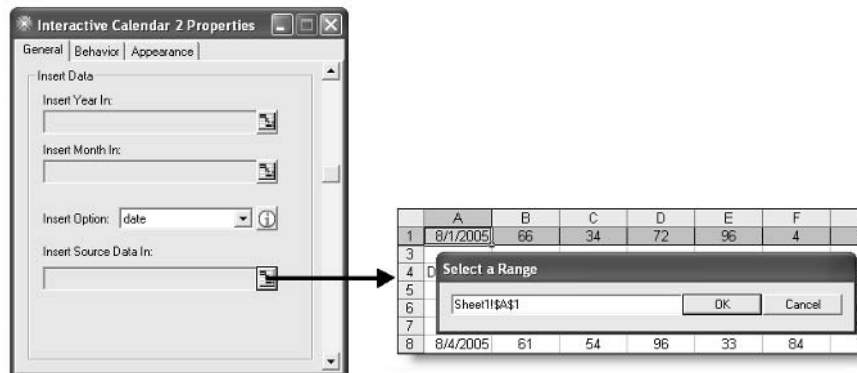 Interactive Calendar 2 Properties
General Behavior Appearance
Insert Data
Insert Year In:
Insert Month In:
Insert Option: date
Insert Source Data In:
A B C D E F
1 8/1/2005 66 34 72 96 4
3
4 D
Select a Range
5
6
Sheet1!$A$1 OK Cancel
7
8 8/4/2005 61 54 96 33 84